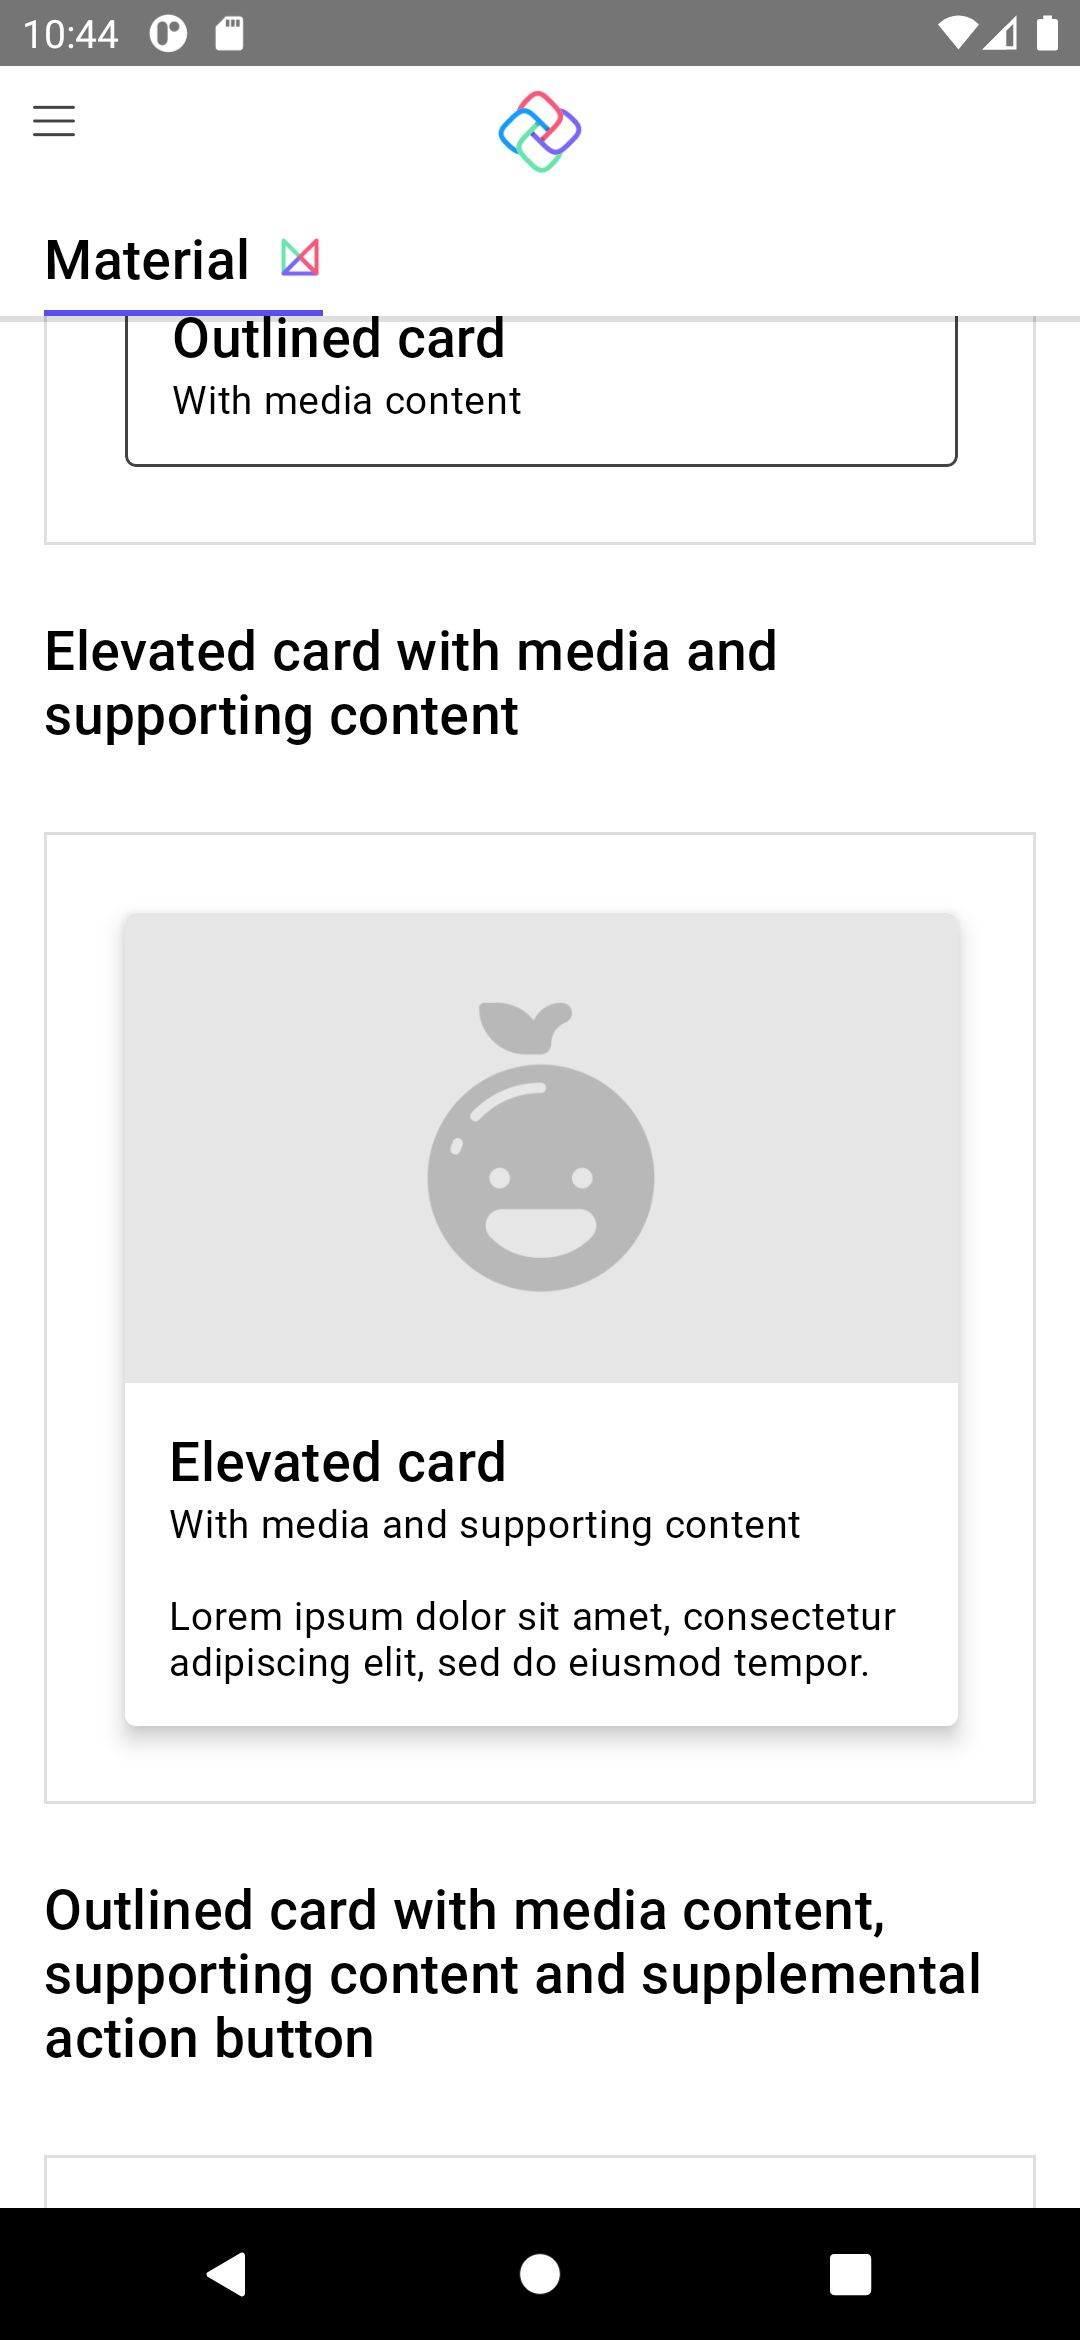 10:44
Material
Outlined card
With media content
Elevated card with media and
supporting content
Elevated card
With media and supporting content
Lorem ipsum dolor sit amet, consectetur
adipiscing elit, sed do eiusmod tempor.
Outlined card with media content,
supporting content and supplemental
action button